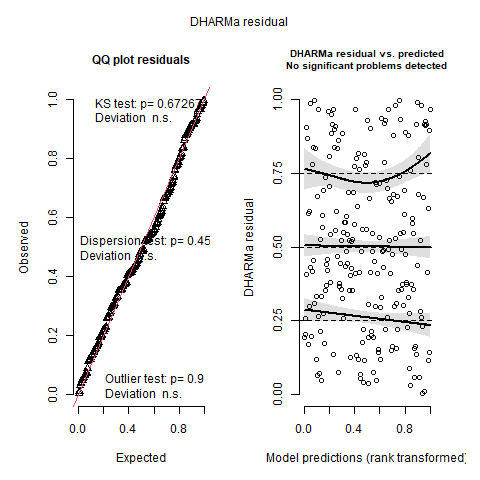 DHARMa residual
QQ plot residuals
KS test: p= 0.67267
Deviation n.s.
Dispersion test: p= 0.45
Deviation n.s.
Outlier test: p= 0.9
Deviation n.s.
Observed
0.0
0.2
0.4
0.6
0.8
1.0
0.0
0.4
0.8
Expected
DHARMa residual vs. predicted
No significant problems detected
DHARMa residual
0.00
0.25
0.50
0.75
1.00
0.0
0.4
0.8
Model predictions (rank transformed)